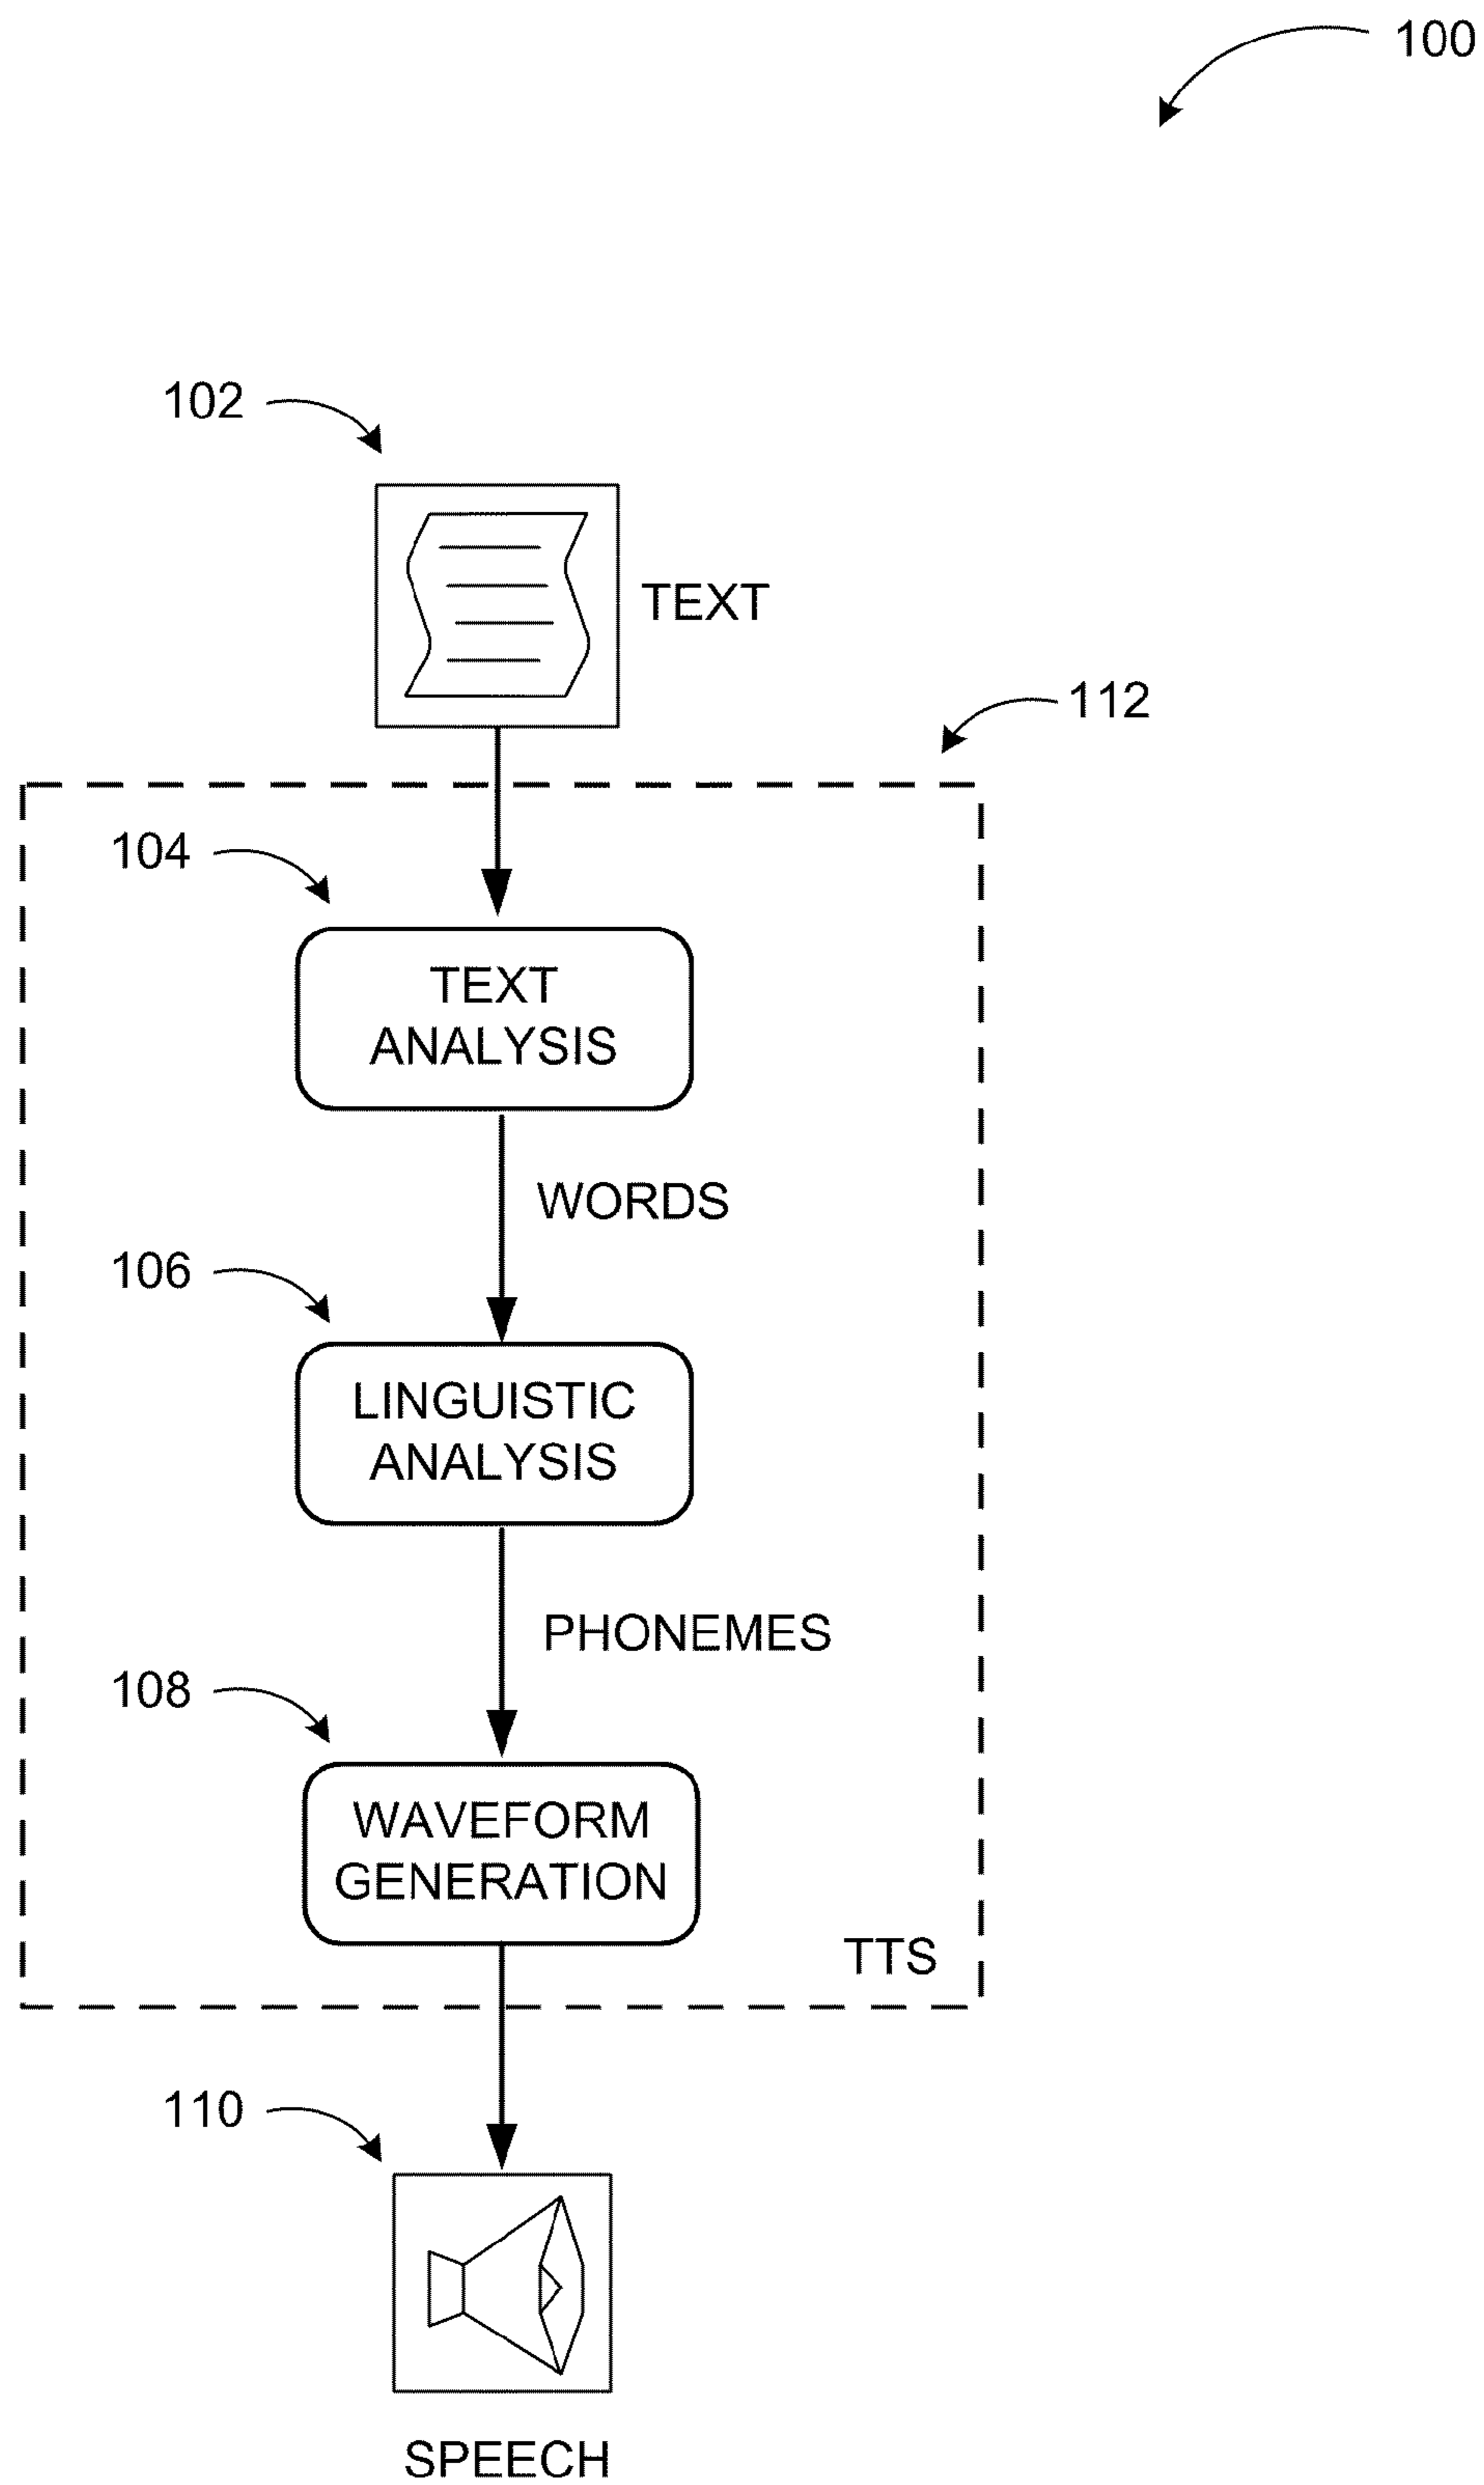 100
102
TEXT
112
104
TEXT
ANALYSIS
WORDS
106
LINGUISTIC
ANALYSIS
PHONEMES
108
WAVEFORM
GENERATION
TTS
110
SPEECH